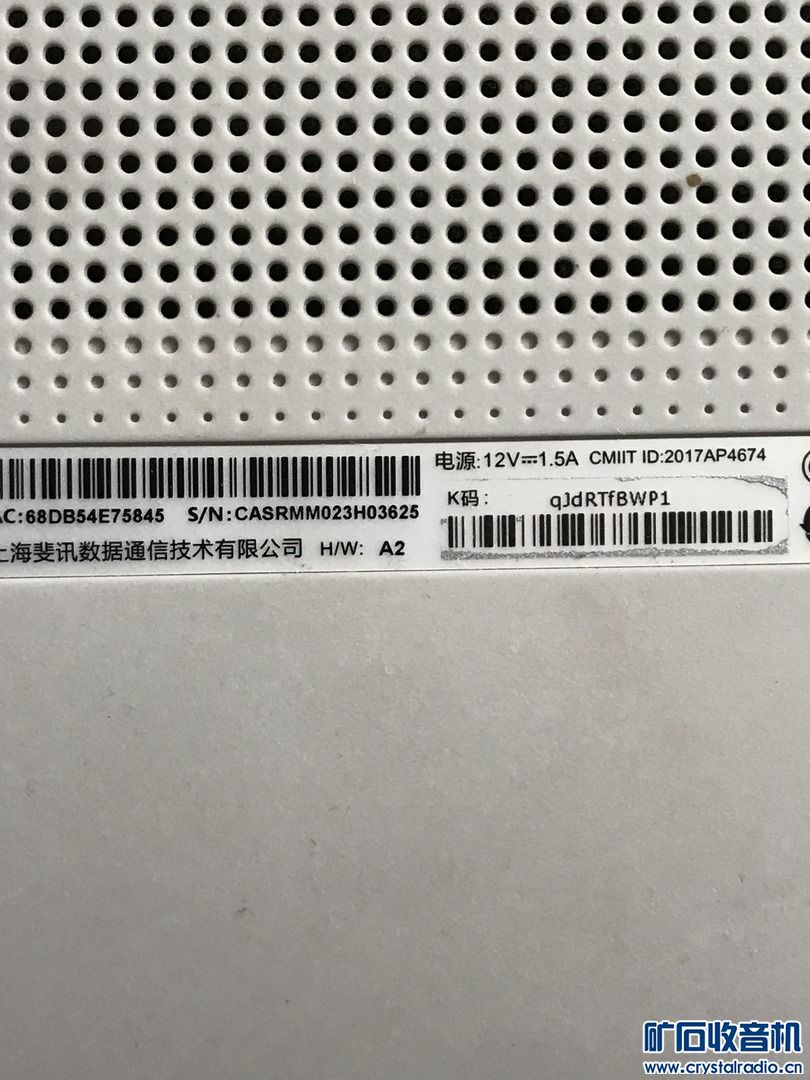 电源:12V⎓1.5A CMIIT ID:2017AP4674
AC:68DB54E75845 S/N:CASRMM023H03625
K码: qJdRTfBWP1
上海斐讯数据通信技术有限公司 H/W: A2
矿石收音机
www.crystalradio.cn